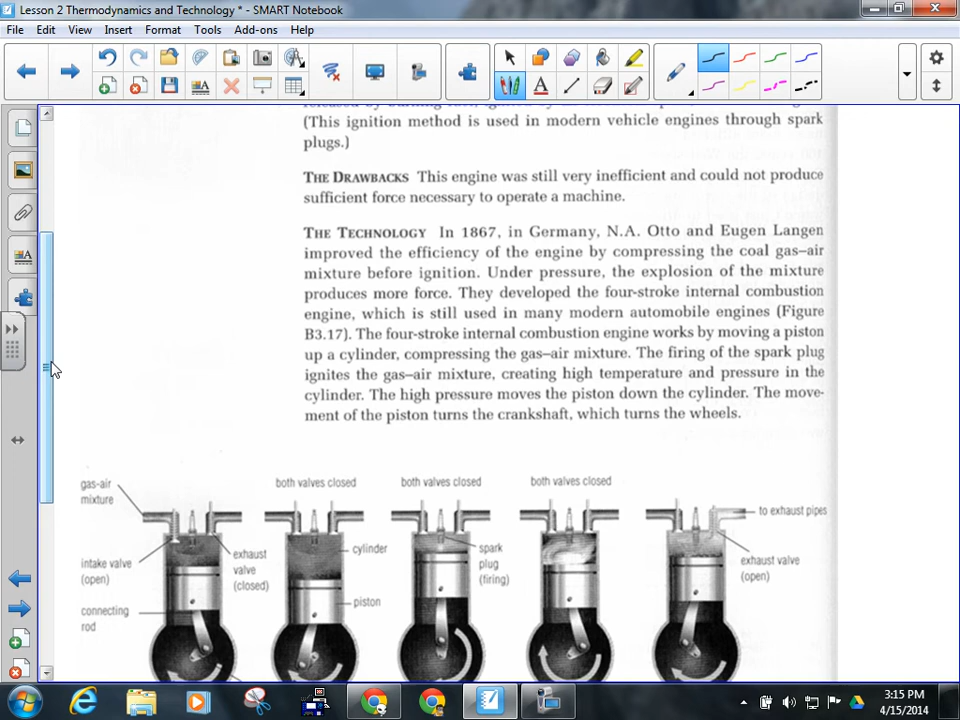 Lesson 2 Thermodynamics and Technology * - SMART Notebook
File Edit View Insert Format Tools Add-ons Help
(This ignition method is used in modern vehicle engines through spark
plugs.)
THE DRAWBACKS This engine was still very inefficient and could not produce
sufficient force necessary to operate a machine.
THE TECHNOLOGY In 1867, in Germany, N.A. Otto and Eugen Langen
improved the efficiency of the engine by compressing the coal gas–air
mixture before ignition. Under pressure, the explosion of the mixture
produces more force. They developed the four-stroke internal combustion
engine, which is still used in many modern automobile engines (Figure
B3.17). The four-stroke internal combustion engine works by moving a piston
up a cylinder, compressing the gas–air mixture. The firing of the spark plug
ignites the gas–air mixture, creating high temperature and pressure in the
cylinder. The high pressure moves the piston down the cylinder. The move-
ment of the piston turns the crankshaft, which turns the wheels.
gas-air
mixture
both valves closed
both valves closed
both valves closed
to exhaust pipes
intake valve
(open)
exhaust
valve
(closed)
cylinder
spark
plug
(firing)
exhaust valve
(open)
connecting
rod
piston
3:15 PM
4/15/2014